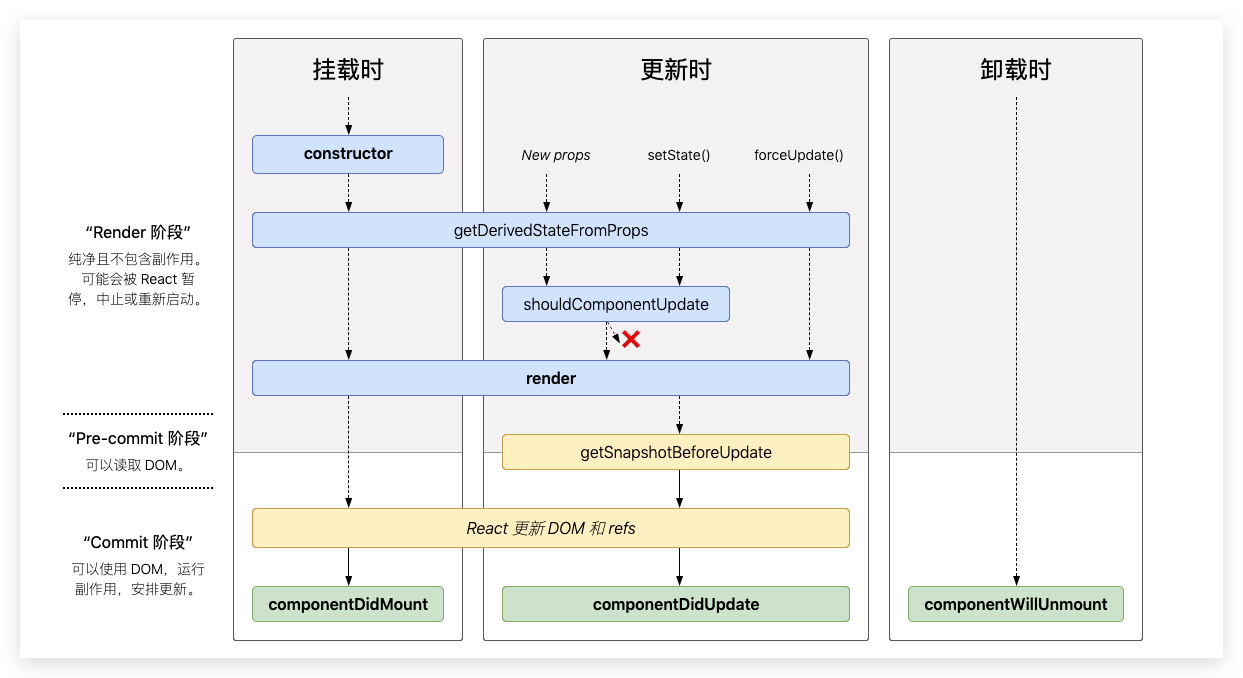 挂载时
更新时
卸载时
constructor
New props
setState()
forceUpdate()
“Render 阶段”
纯净且不包含副作用。
可能会被 React 暂
停，中止或重新启动。
getDerivedStateFromProps
shouldComponentUpdate
render
“Pre-commit 阶段”
可以读取 DOM。
getSnapshotBeforeUpdate
“Commit 阶段”
可以使用 DOM，运行
副作用，安排更新。
React 更新 DOM 和 refs
componentDidMount
componentDidUpdate
componentWillUnmount